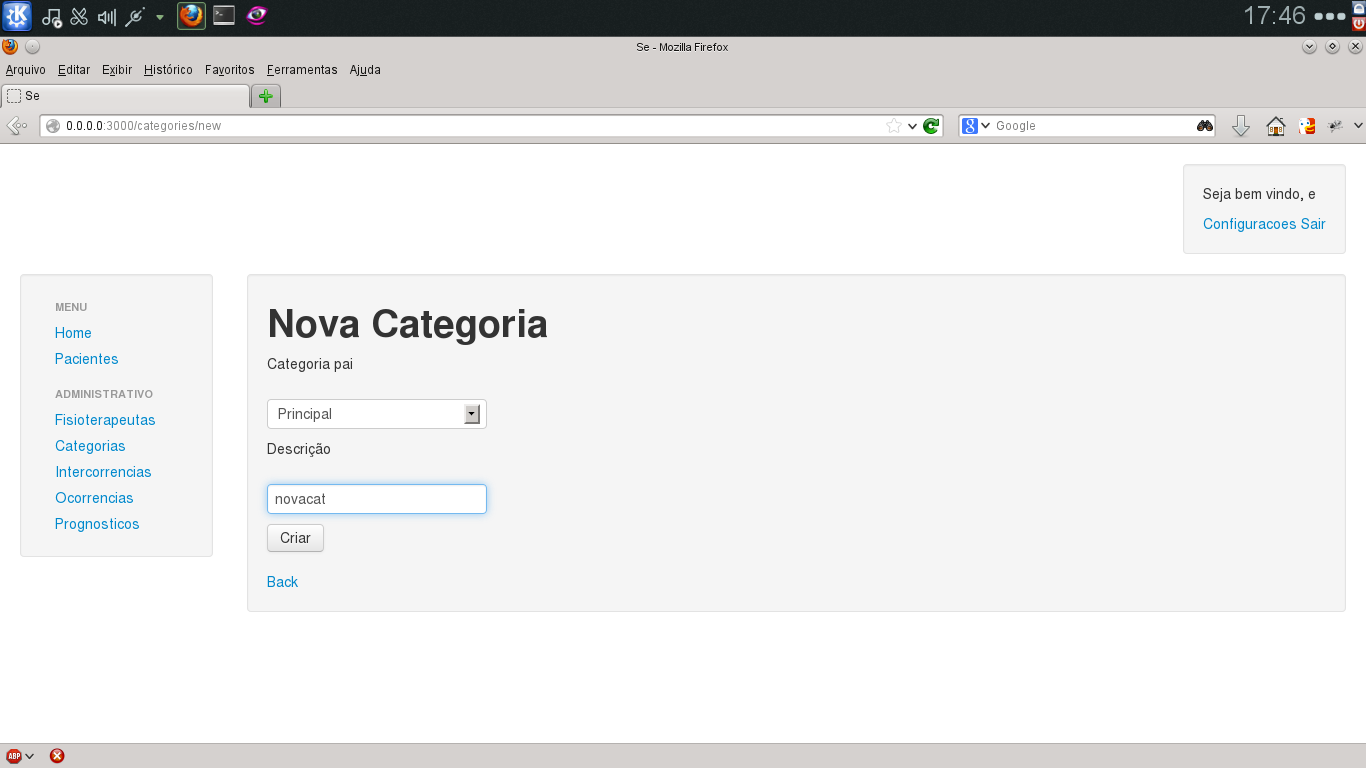 17:46
Se - Mozilla Firefox
Arquivo Editar Exibir Histórico Favoritos Ferramentas Ajuda
Se
0.0.0.0:3000/categories/new
Google
Seja bem vindo, e
Configuracoes Sair
MENU
Home
Pacientes
ADMINISTRATIVO
Fisioterapeutas
Categorias
Intercorrencias
Ocorrencias
Prognosticos
Nova Categoria
Categoria pai
Principal
Descrição
novacat
Criar
Back
ABP